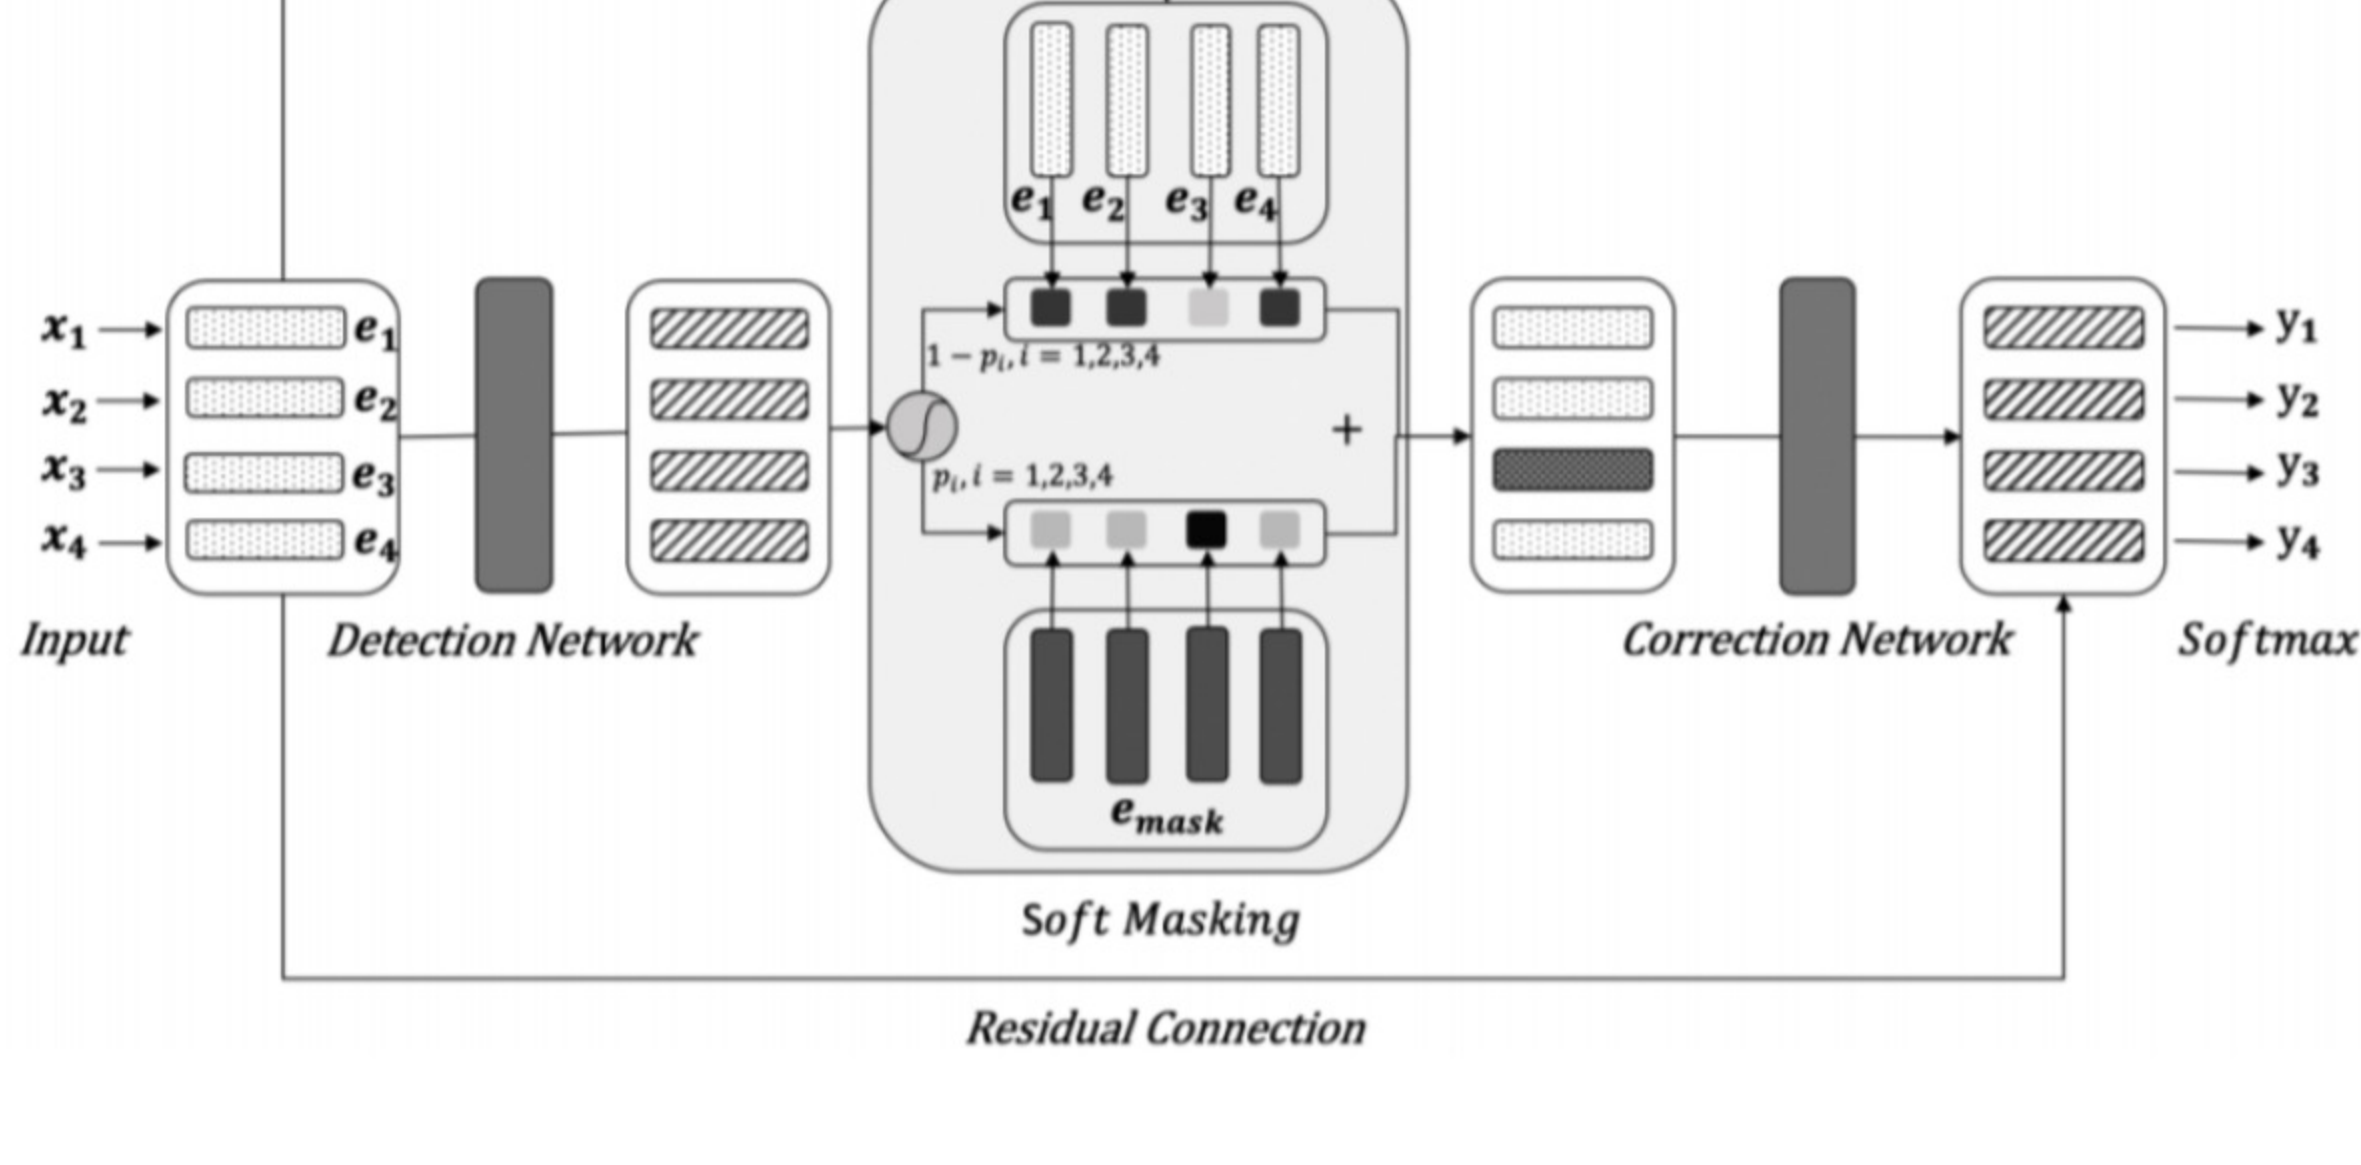 e1 e2 e3 e4
x1 e1
x2 e2
x3 e3
x4 e4
1 − pi, i = 1,2,3,4
+
pi, i = 1,2,3,4
y1
y2
y3
y4
Input
Detection Network
emask
Correction Network
Softmax
Soft Masking
Residual Connection